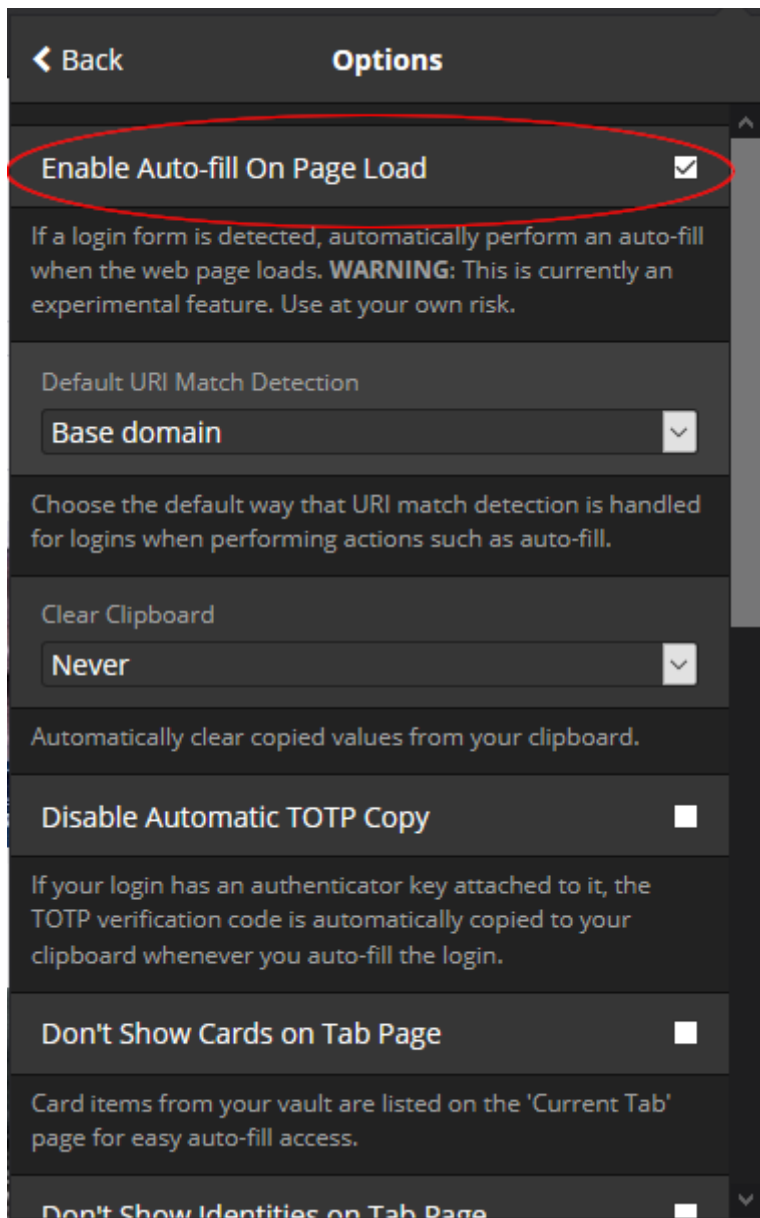 Back
Options
Enable Auto-fill On Page Load
If a login form is detected, automatically perform an auto-fill
when the web page loads. WARNING: This is currently an
experimental feature. Use at your own risk.
Default URI Match Detection
Base domain
Choose the default way that URI match detection is handled
for logins when performing actions such as auto-fill.
Clear Clipboard
Never
Automatically clear copied values from your clipboard.
Disable Automatic TOTP Copy
If your login has an authenticator key attached to it, the
TOTP verification code is automatically copied to your
clipboard whenever you auto-fill the login.
Don't Show Cards on Tab Page
Card items from your vault are listed on the 'Current Tab'
page for easy auto-fill access.
Don't Show Identities on Tab Page